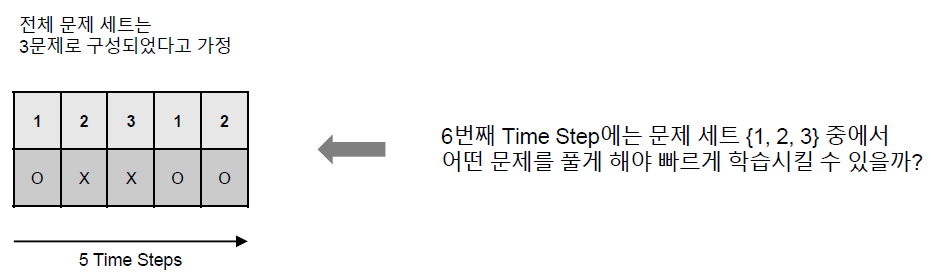 전체 문제 세트는
3문제로 구성되었다고 가정
1 2 3 1 2
O X X O O
5 Time Steps
6번째 Time Step에는 문제 세트 {1, 2, 3} 중에서
어떤 문제를 풀게 해야 빠르게 학습시킬 수 있을까?